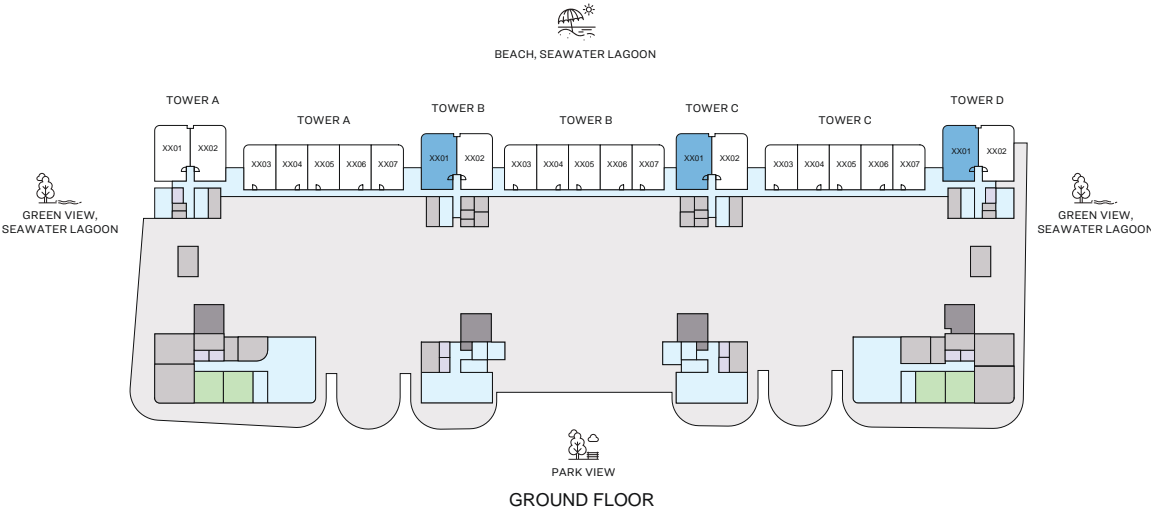 BEACH, SEAWATER LAGOON
TOWER A
TOWER A
TOWER B
TOWER B
TOWER C
TOWER C
TOWER D
XX01 XX02
XX03 XX04 XX05 XX06 XX07
XX01 XX02
XX03 XX04 XX05 XX06 XX07
XX01 XX02
XX03 XX04 XX05 XX06 XX07
XX01 XX02
GREEN VIEW,
SEAWATER LAGOON
GREEN VIEW,
SEAWATER LAGOON
PARK VIEW
GROUND FLOOR